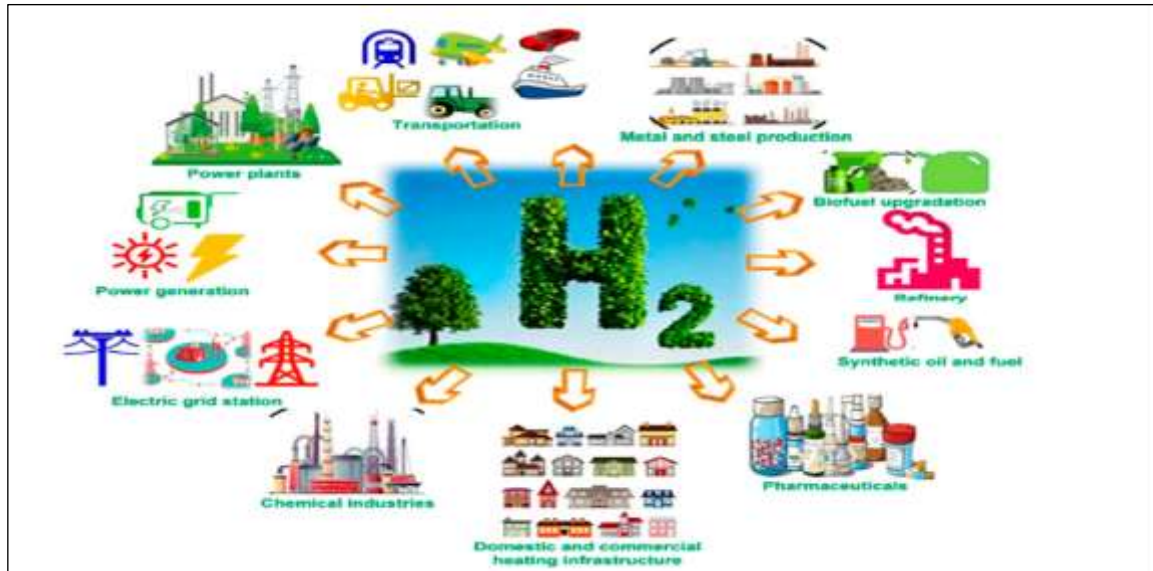 Transportation
Metal and steel production
Power plants
Biofuel upgradation
H2
Power generation
Refinery
Synthetic oil and fuel
Electric grid station
Chemical industries
Pharmaceuticals
Domestic and commercial
heating infrastructure